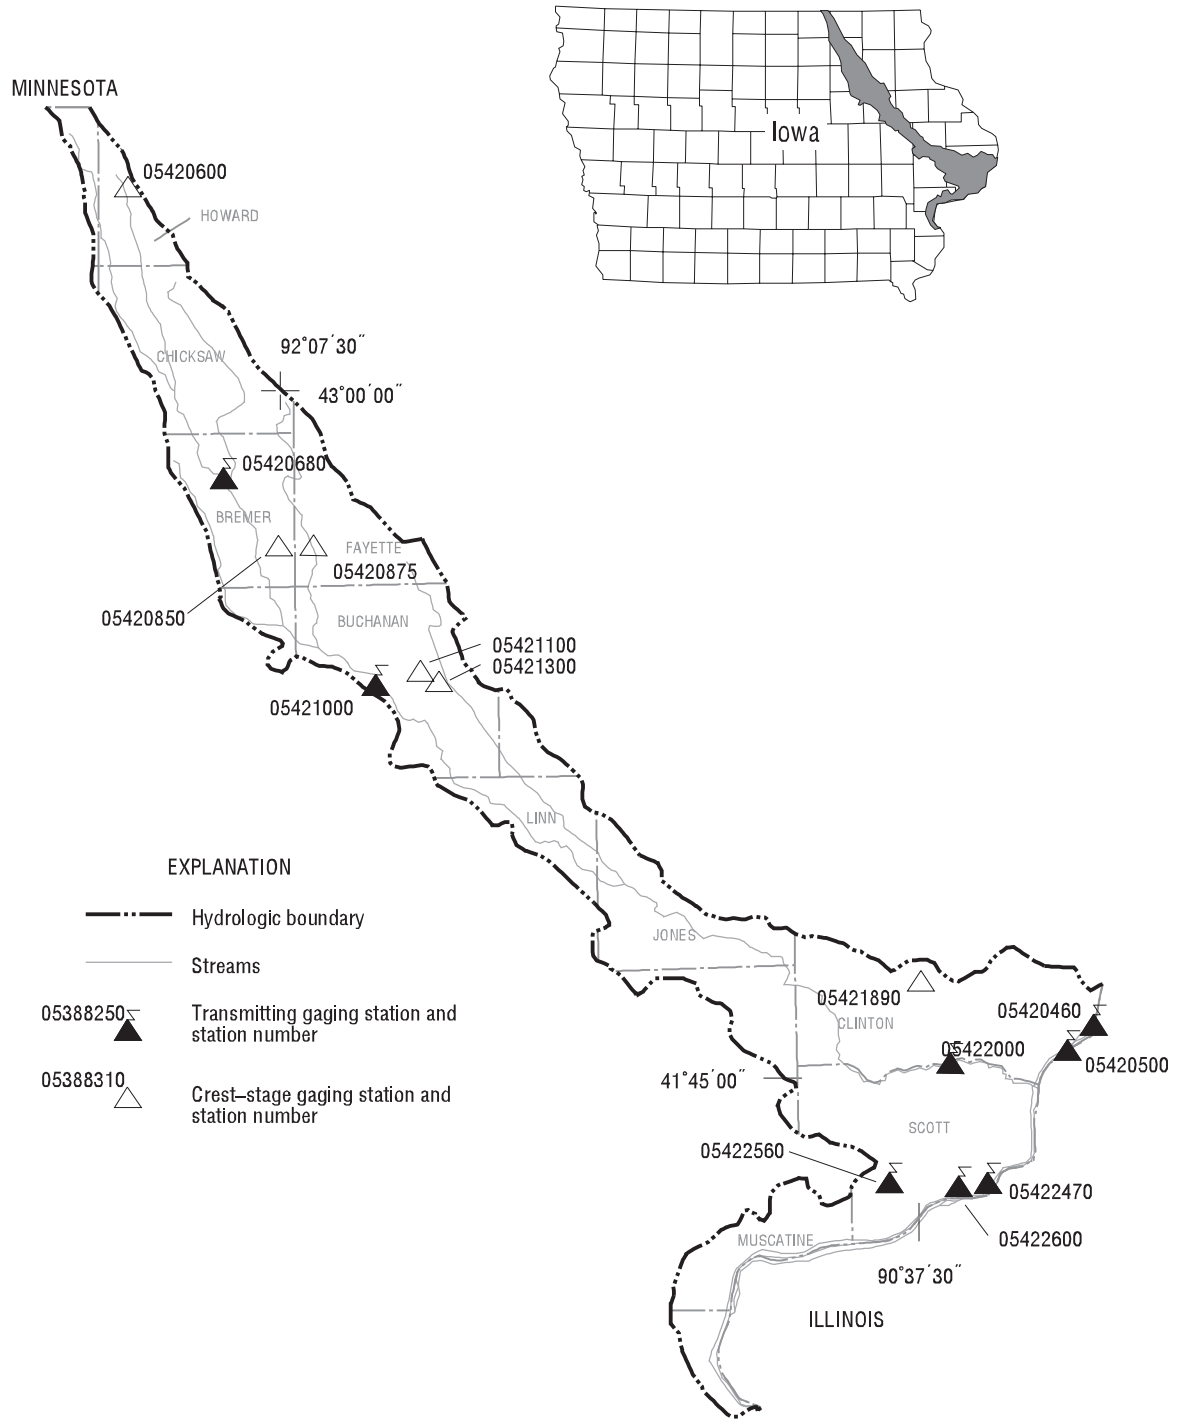 Iowa
MINNESOTA
05420600
HOWARD
92°07'30"
CHICKSAW
43°00'00"
05420680
BREMER
FAYETTE
05420875
05420850
BUCHANAN
05421100
05421300
05421000
LINN
EXPLANATION
Hydrologic boundary
Streams
05388250
Transmitting gaging station and
station number
05388310
Crest–stage gaging station and
station number
JONES
05421890
05420460
CLINTON
05422000
05420500
41°45'00"
SCOTT
05422560
05422470
05422600
MUSCATINE
90°37'30"
ILLINOIS